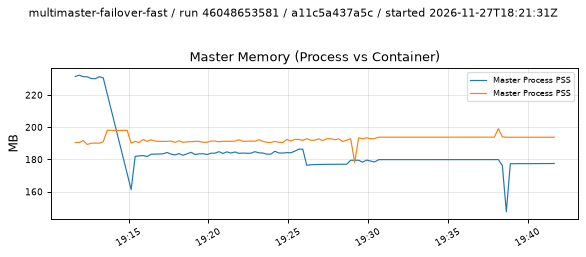 multimaster-failover-fast / run 46048653581 / a11c5a437a5c / started 2026-11-27T18:21:31Z
Master Memory (Process vs Container)
Master Process PSS
Master Process PSS
MB
220
200
180
160
19:15
19:20
19:25
19:30
19:35
19:40